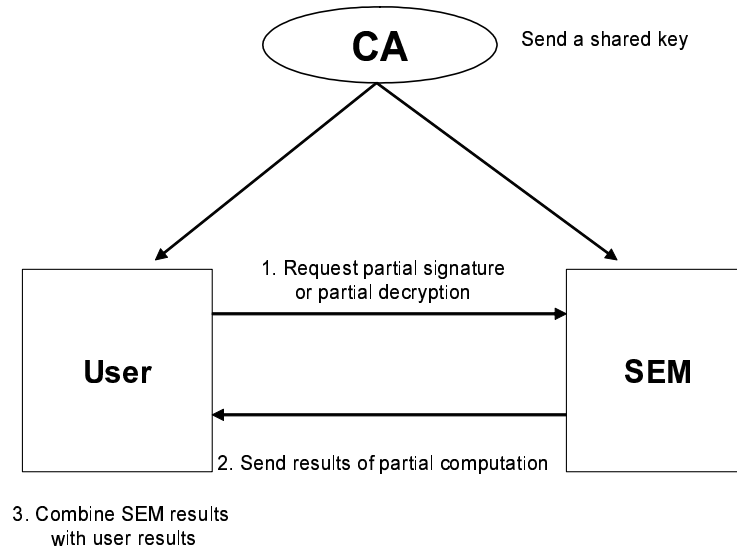 CA
Send a shared key
1. Request partial signature
or partial decryption
User
SEM
2. Send results of partial computation
3. Combine SEM results
with user results